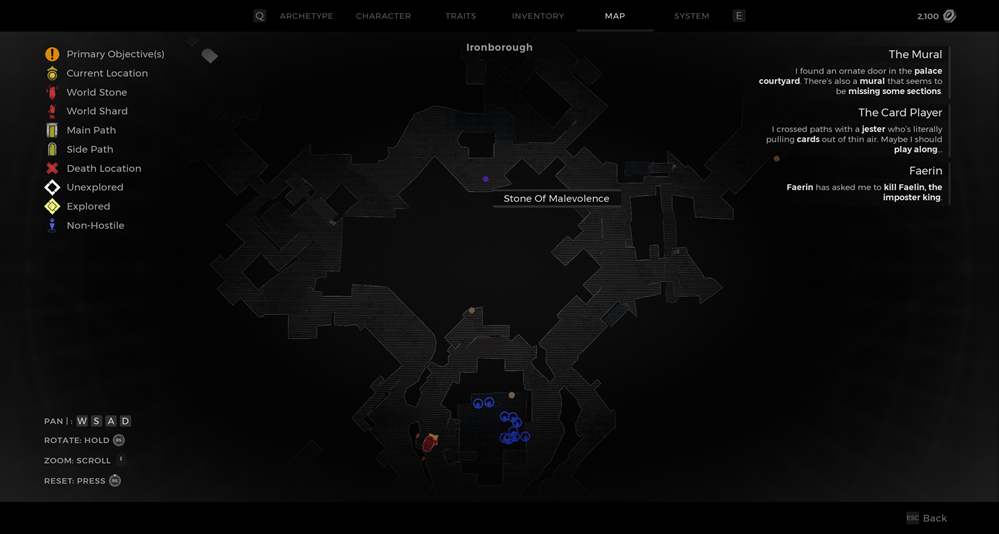 Q ARCHETYPE CHARACTER TRAITS INVENTORY MAP SYSTEM E
2,100
Ironborough
Primary Objective(s)
Current Location
World Stone
World Shard
Main Path
Side Path
Death Location
Unexplored
Explored
Non-Hostile
The Mural
I found an ornate door in the palace
courtyard. There's also a mural that seems to
be missing some sections.
The Card Player
I crossed paths with a jester who's literally
pulling cards out of thin air. Maybe I should
play along...
Faerin
Faerin has asked me to kill Faelin, the
imposter king.
Stone Of Malevolence
PAN | : W S A D
ROTATE: HOLD
ZOOM: SCROLL
RESET: PRESS
ESC Back